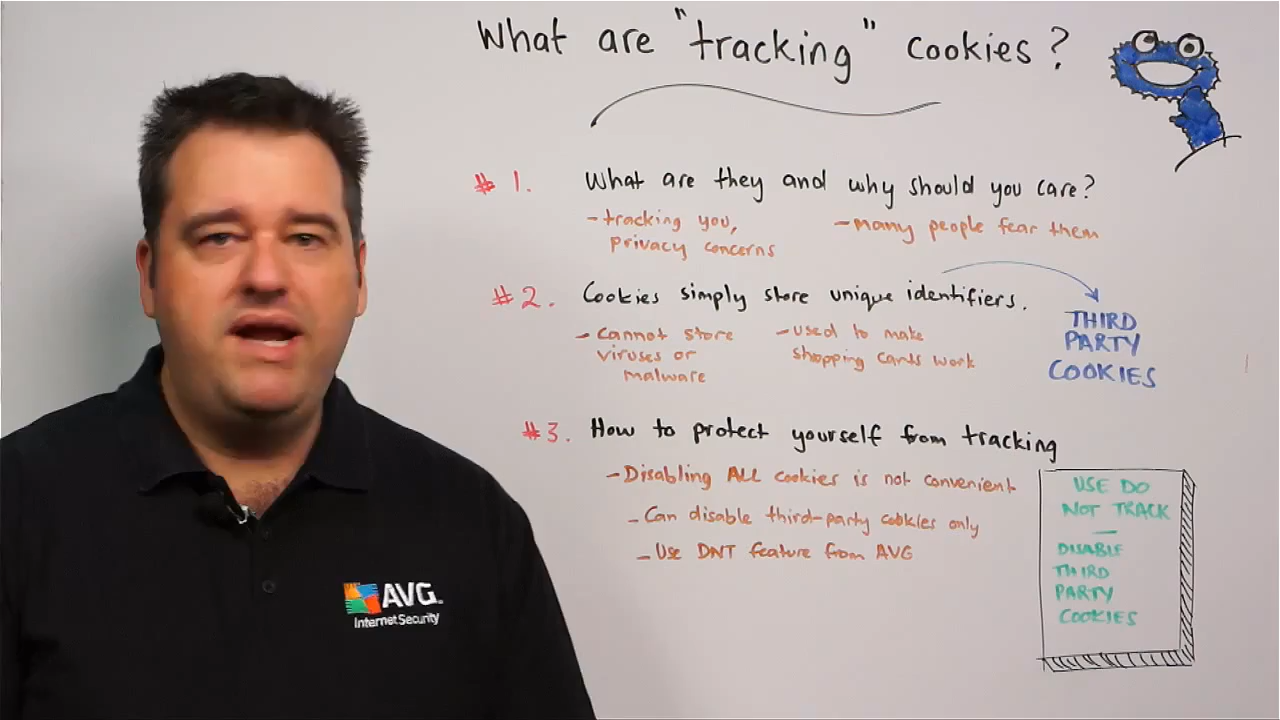 What are "tracking" cookies?
#1. What are they and why should you care?
- tracking you,
privacy concerns
- many people fear them
#2. Cookies simply store unique identifiers.
- Cannot store
viruses or
malware
- used to make
shopping carts work
THIRD
PARTY
COOKIES
#3. How to protect yourself from tracking
- Disabling ALL cookies is not convenient
- Can disable third-party cookies only
- Use DNT feature from AVG
USE DO
NOT TRACK
—
DISABLE
THIRD
PARTY
COOKIES
AVG.
Internet Security